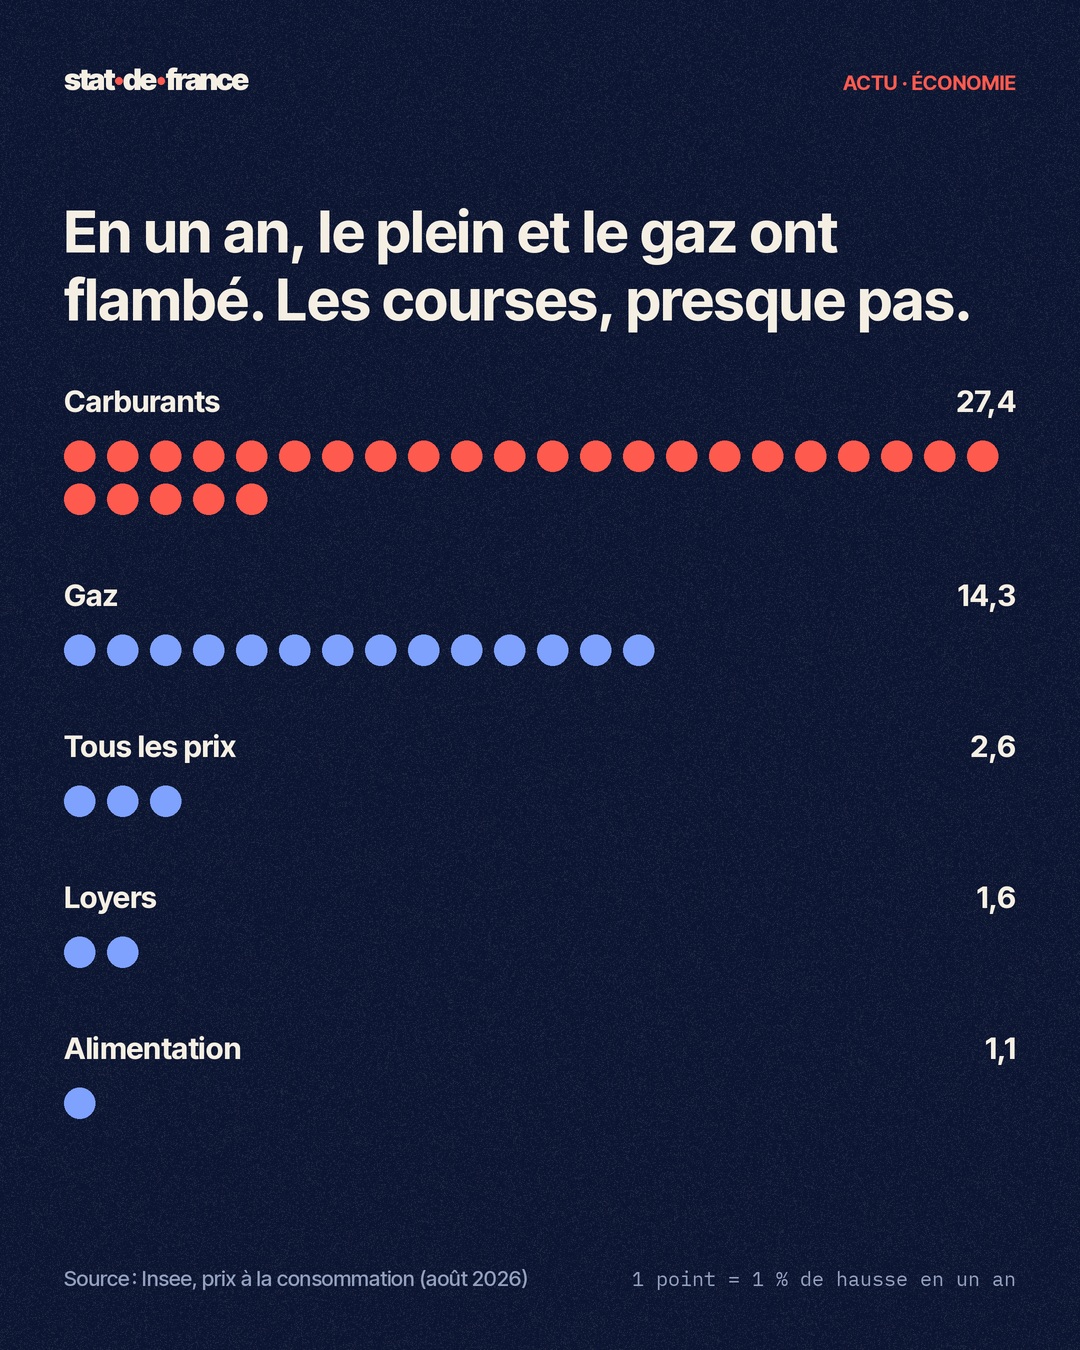 stat·de·france
ACTU · ÉCONOMIE
En un an, le plein et le gaz ont
flambé. Les courses, presque pas.
Carburants 27,4
Gaz 14,3
Tous les prix 2,6
Loyers 1,6
Alimentation 1,1
Source : Insee, prix à la consommation (août 2026)
1 point = 1 % de hausse en un an